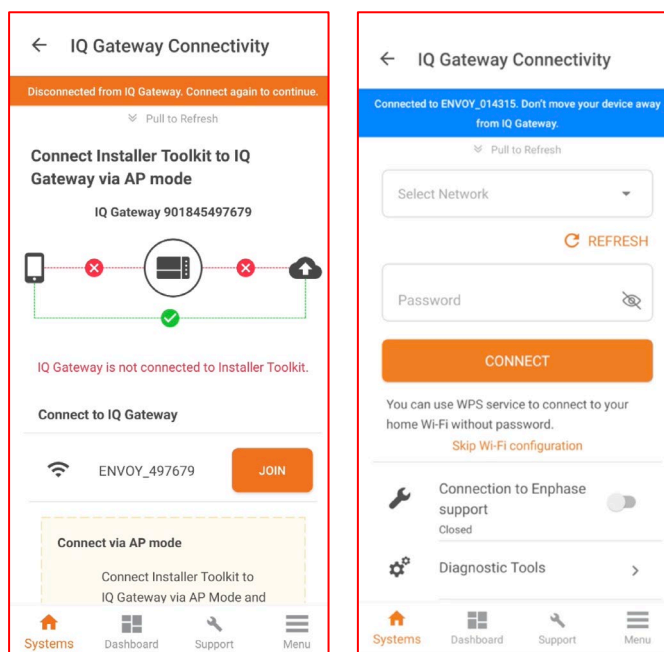 IQ Gateway Connectivity
Disconnected from IQ Gateway. Connect again to continue.
Pull to Refresh
Connect Installer Toolkit to IQ
Gateway via AP mode
IQ Gateway 901845497679
IQ Gateway is not connected to Installer Toolkit.
Connect to IQ Gateway
ENVOY_497679
JOIN
Connect via AP mode
Connect Installer Toolkit to
IQ Gateway via AP Mode and
Systems
Dashboard
Support
Menu
IQ Gateway Connectivity
Connected to ENVOY_014315. Don't move your device away
from IQ Gateway.
Pull to Refresh
Select Network
REFRESH
Password
CONNECT
You can use WPS service to connect to your
home Wi-Fi without password.
Skip Wi-Fi configuration
Connection to Enphase
support
Closed
Diagnostic Tools
Systems
Dashboard
Support
Menu